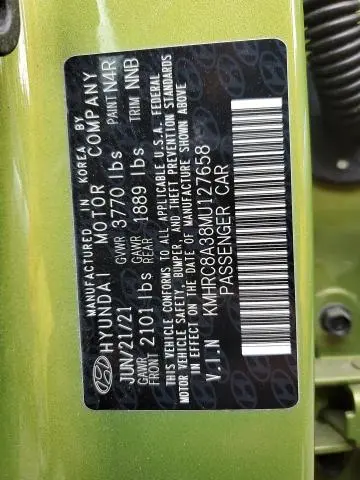 MANUFACTURED IN KOREA BY
HYUNDAI MOTOR COMPANY
JUN/21/21 GVWR 3770 lbs PAINT N4R
GAWR FRONT 2101 lbs GAWR REAR 1889 lbs TRIM NNB
THIS VEHICLE CONFORMS TO ALL APPLICABLE U.S.A. FEDERAL
MOTOR VEHICLE SAFETY, BUMPER, AND THEFT PREVENTION STANDARDS
IN EFFECT ON THE DATE OF MANUFACTURE SHOWN ABOVE
V.I.N KMHRC8A38MU127658
PASSENGER CAR